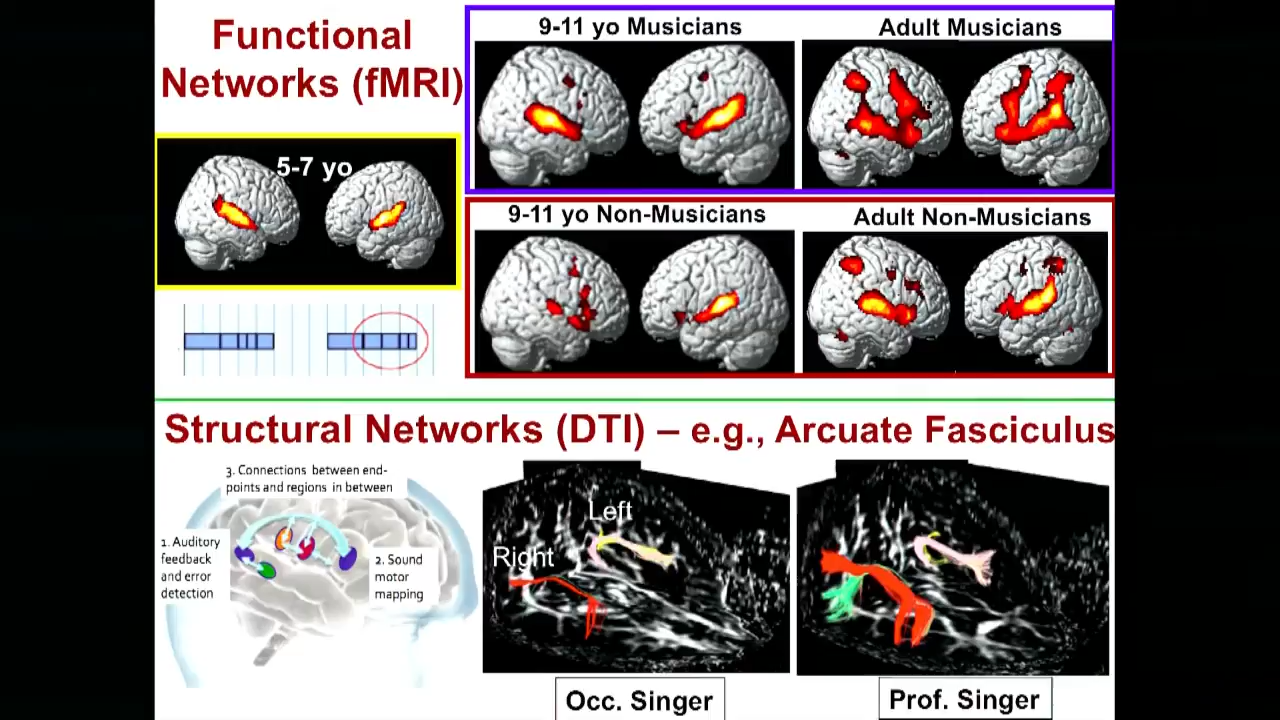 Functional
Networks (fMRI)
5-7 yo
9-11 yo Musicians
Adult Musicians
9-11 yo Non-Musicians
Adult Non-Musicians
Structural Networks (DTI) – e.g., Arcuate Fasciculus
3. Connections between end-
points and regions in between
1. Auditory
feedback
and error
detection
2. Sound
motor
mapping
Left
Right
Occ. Singer
Prof. Singer